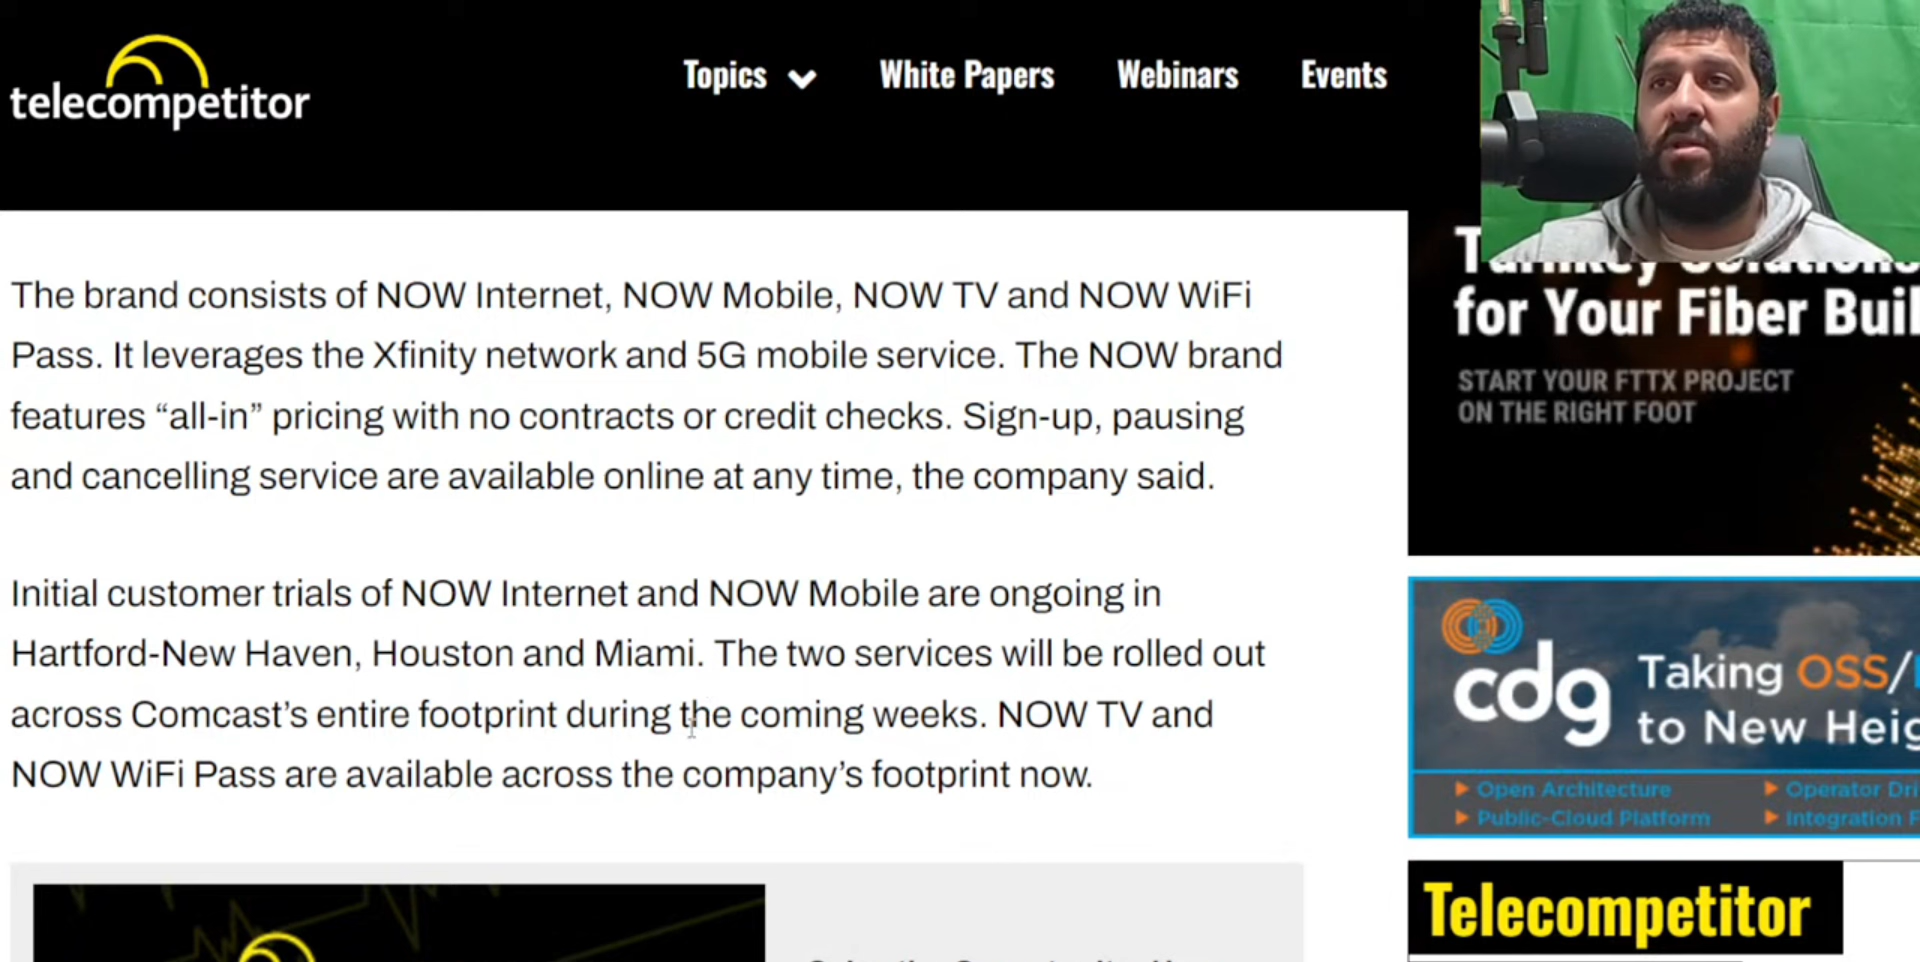 telecompetitor
Topics White Papers Webinars Events
The brand consists of NOW Internet, NOW Mobile, NOW TV and NOW WiFi
Pass. It leverages the Xfinity network and 5G mobile service. The NOW brand
features “all-in” pricing with no contracts or credit checks. Sign-up, pausing
and cancelling service are available online at any time, the company said.
Initial customer trials of NOW Internet and NOW Mobile are ongoing in
Hartford-New Haven, Houston and Miami. The two services will be rolled out
across Comcast’s entire footprint during the coming weeks. NOW TV and
NOW WiFi Pass are available across the company’s footprint now.
for Your Fiber Buil
START YOUR FTTX PROJECT
ON THE RIGHT FOOT
cdg
Taking OSS/
to New Heig
Open Architecture
Operator Dri
Public-Cloud Platform
Integration F
Telecompetitor